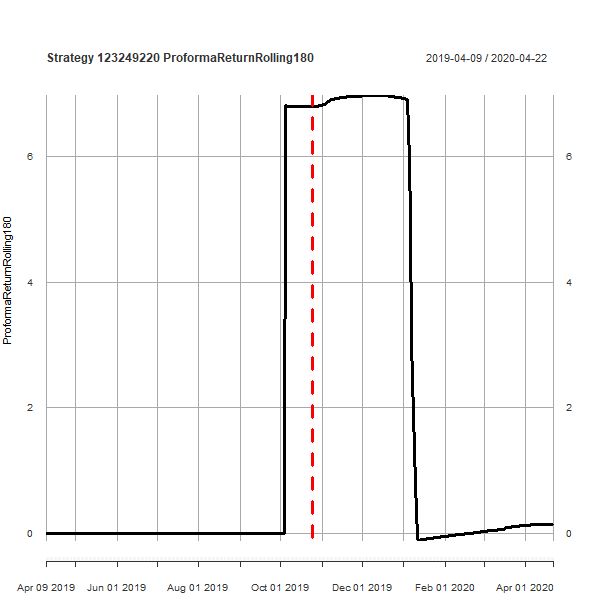 Strategy 123249220 ProformaReturnRolling180
2019-04-09 / 2020-04-22
ProformaReturnRolling180
6
6
4
4
2
2
0
0
Apr 09 2019
Jun 01 2019
Aug 01 2019
Oct 01 2019
Dec 01 2019
Feb 01 2020
Apr 01 2020